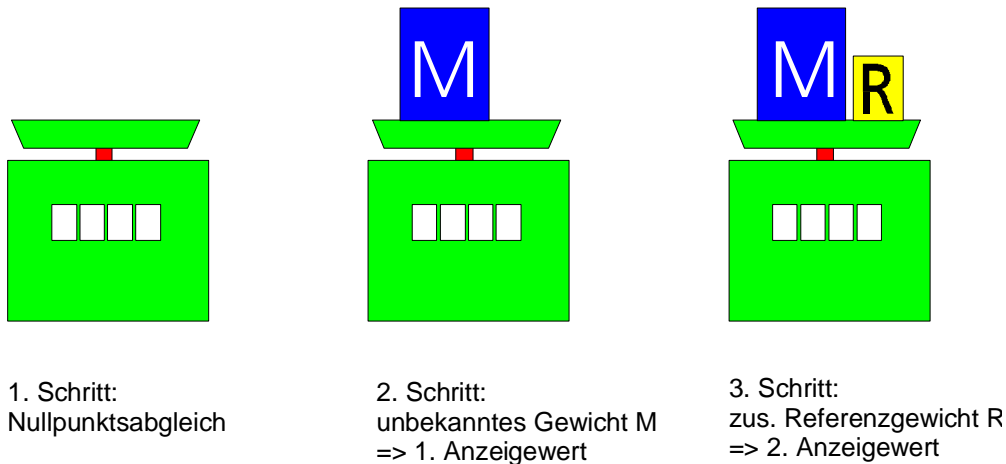 M
M
R
1. Schritt:
Nullpunktsabgleich
2. Schritt:
unbekanntes Gewicht M
=> 1. Anzeigewert
3. Schritt:
zus. Referenzgewicht R
=> 2. Anzeigewert